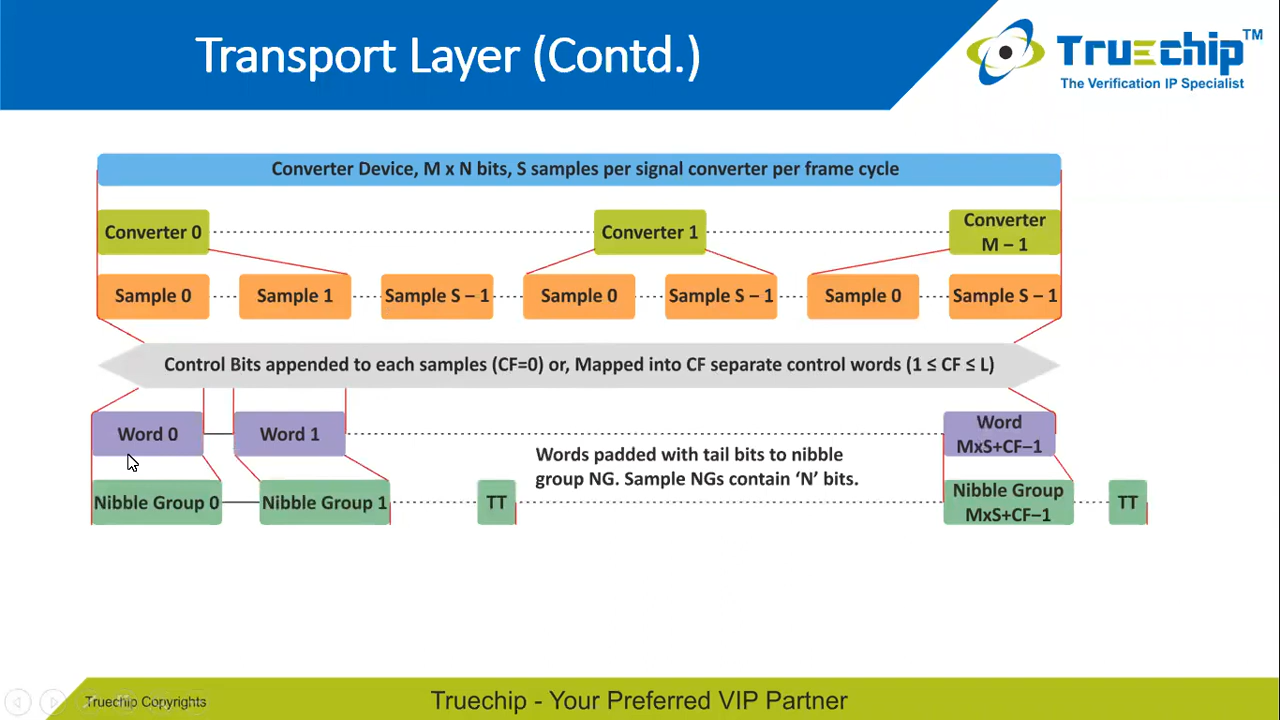 Transport Layer (Contd.)
Truechip™
The Verification IP Specialist
Converter Device, M x N bits, S samples per signal converter per frame cycle
Converter 0
Converter 1
Converter
M – 1
Sample 0
Sample 1
Sample S – 1
Sample 0
Sample S – 1
Sample 0
Sample S – 1
Control Bits appended to each samples (CF=0) or, Mapped into CF separate control words (1 ≤ CF ≤ L)
Word 0
Word 1
Word
MxS+CF–1
Words padded with tail bits to nibble
group NG. Sample NGs contain ‘N’ bits.
Nibble Group 0
Nibble Group 1
TT
Nibble Group
MxS+CF–1
TT
Truechip Copyrights
Truechip - Your Preferred VIP Partner